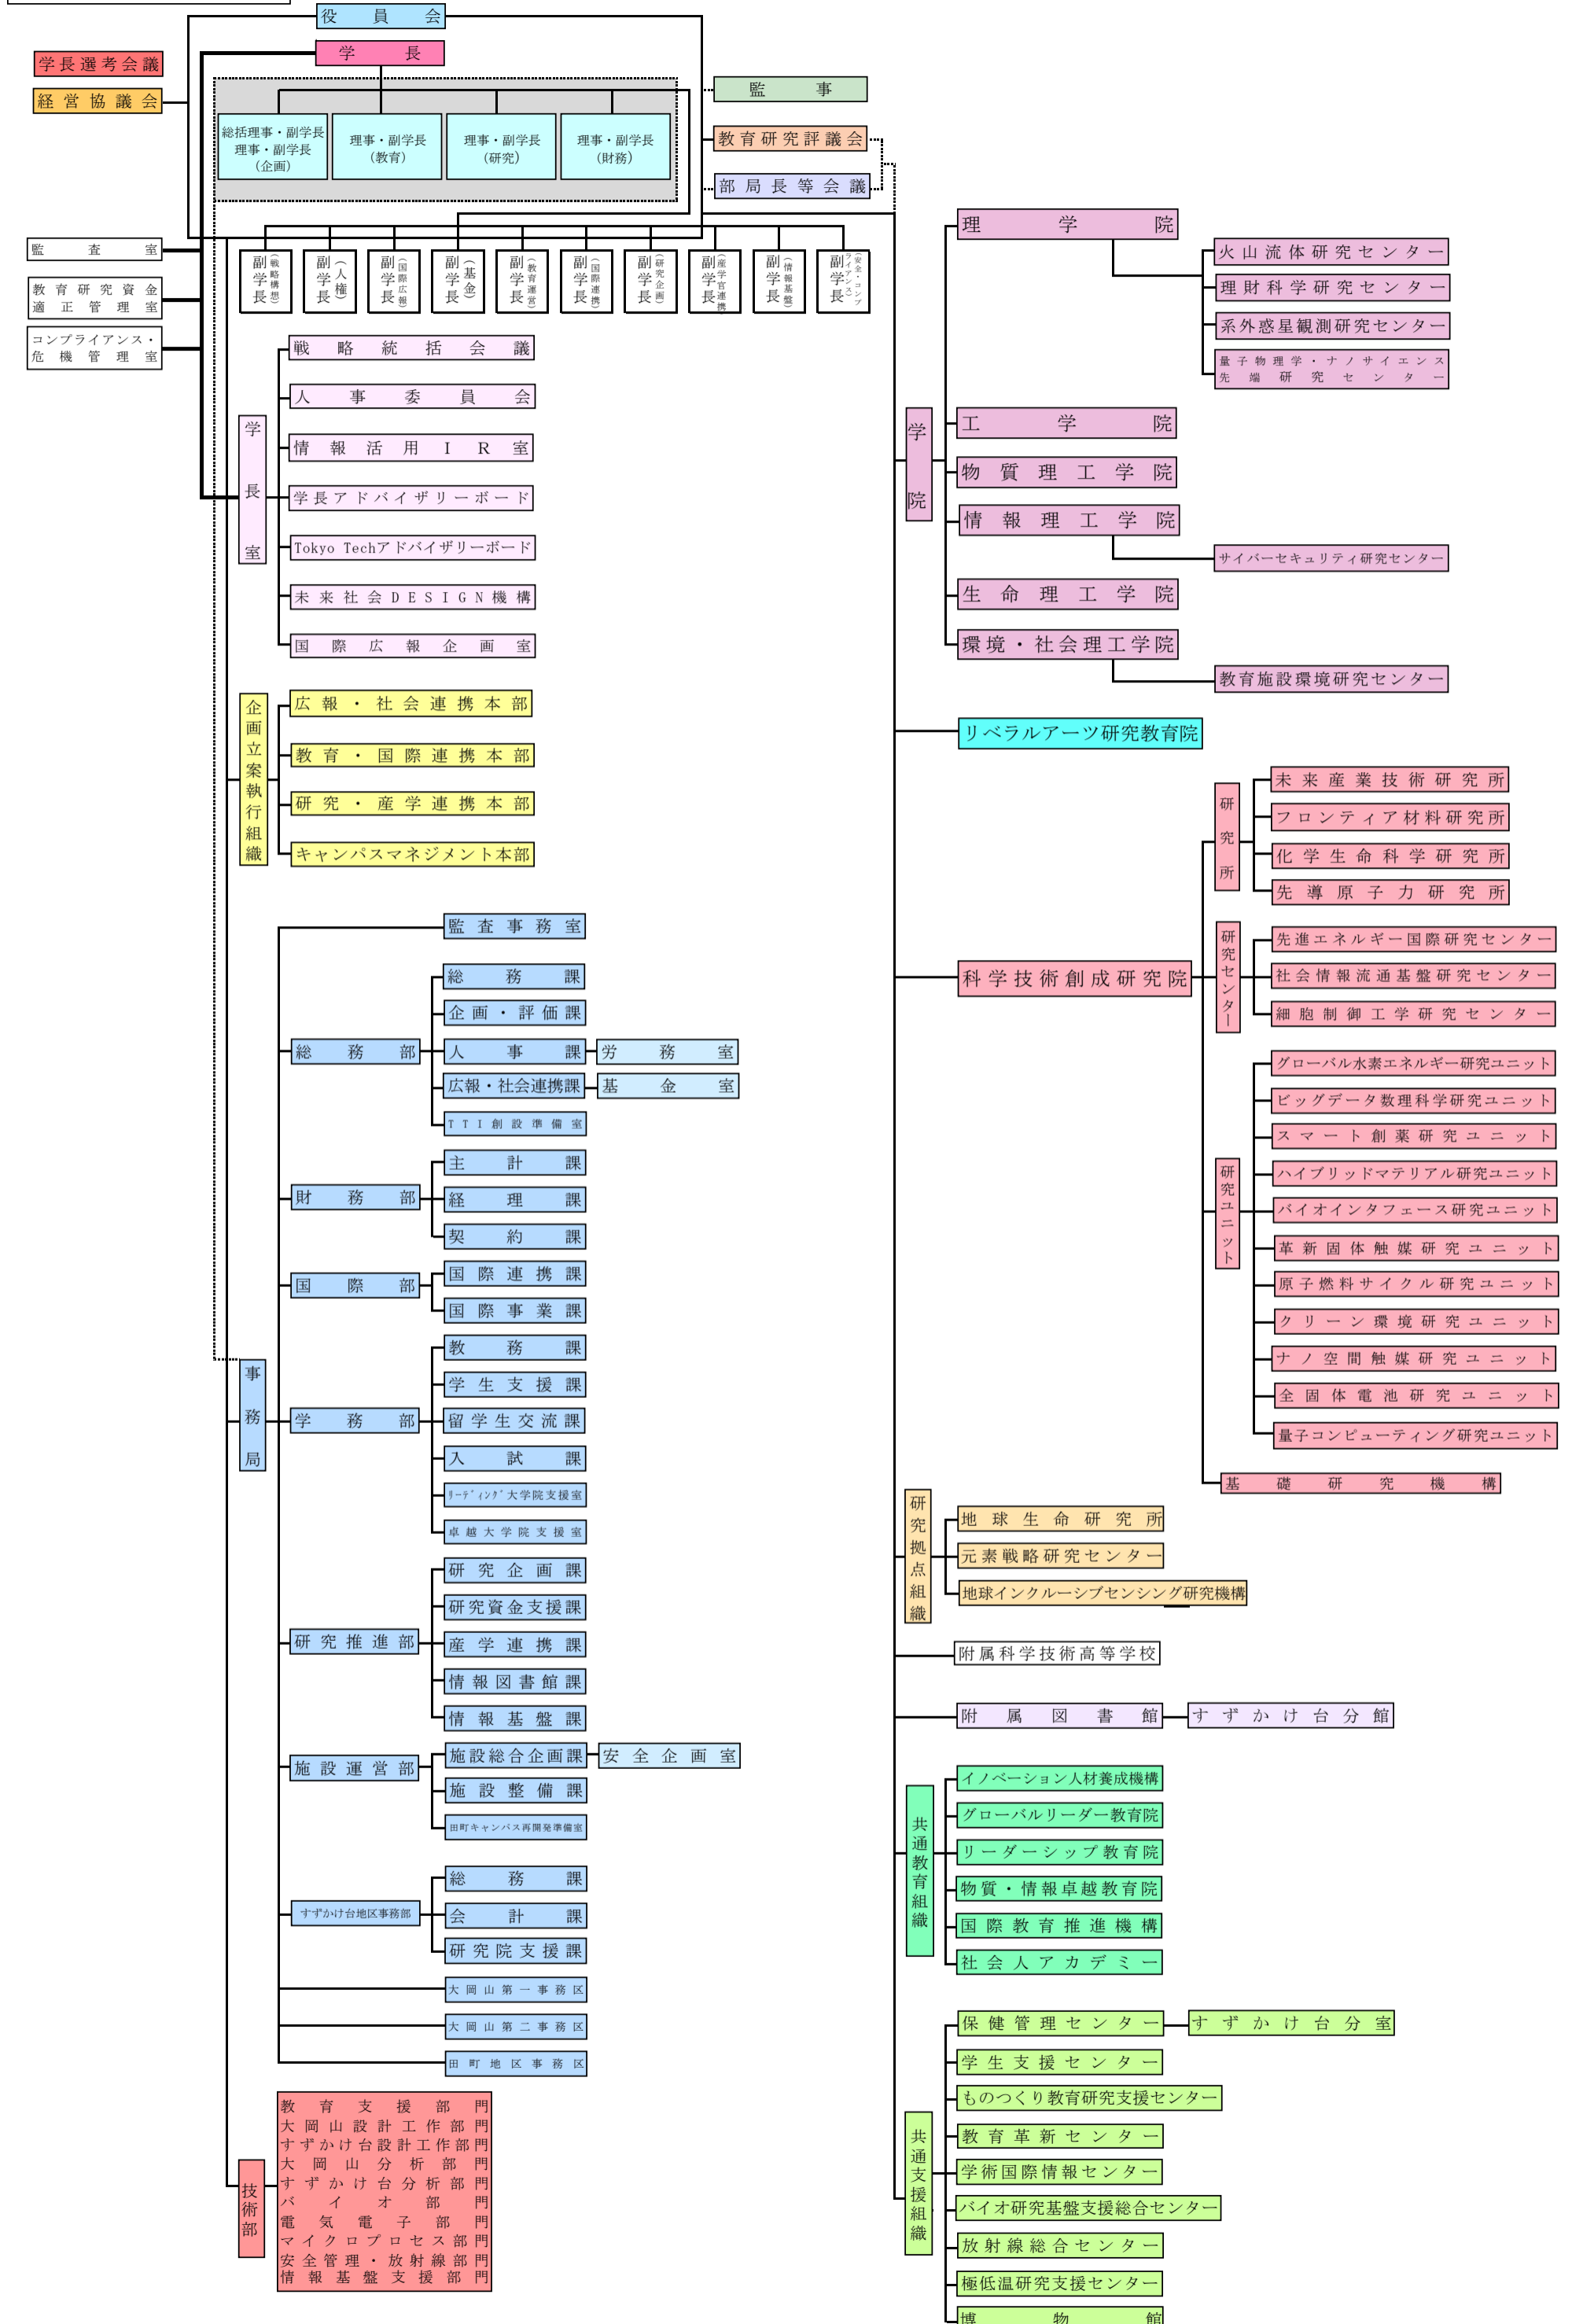 役員会
学長
学長選考会議
経営協議会
監事
教育研究評議会
部局長等会議
総括理事・副学長
理事・副学長
(企画)
理事・副学長
(教育)
理事・副学長
(研究)
理事・副学長
(財務)
監査室
教育研究資金
適正管理室
コンプライアンス・
危機管理室
副学長(戦略構想)
副学長(人権)
副学長(国際広報)
副学長(基金)
副学長(教育運営)
副学長(国際連携)
副学長(研究企画)
副学長(産学官連携)
副学長(情報基盤)
副学長(安全・コンプライアンス)
学長室
戦略統括会議
人事委員会
情報活用IR室
学長アドバイザリーボード
Tokyo Techアドバイザリーボード
未来社会DESIGN機構
国際広報企画室
企画立案執行組織
広報・社会連携本部
教育・国際連携本部
研究・産学連携本部
キャンパスマネジメント本部
事務局
監査事務室
総務部
総務課
企画・評価課
人事課
労務室
広報・社会連携課
基金室
TTI創設準備室
財務部
主計課
経理課
契約課
国際部
国際連携課
国際事業課
学務部
教務課
学生支援課
留学生交流課
入試課
ﾘｰﾃﾞｨﾝｸﾞ大学院支援室
卓越大学院支援室
研究推進部
研究企画課
研究資金支援課
産学連携課
情報図書館課
情報基盤課
施設運営部
施設総合企画課
安全企画室
施設整備課
田町キャンパス再開発準備室
すずかけ台地区事務部
総務課
会計課
研究院支援課
大岡山第一事務区
大岡山第二事務区
田町地区事務区
技術部
教育支援部門
大岡山設計工作部門
すずかけ台設計工作部門
大岡山分析部門
すずかけ台分析部門
バイオ部門
電気電子部門
マイクロプロセス部門
安全管理・放射線部門
情報基盤支援部門
学院
理学院
火山流体研究センター
理財科学研究センター
系外惑星観測研究センター
量子物理学・ナノサイエンス
先端研究センター
工学院
物質理工学院
情報理工学院
サイバーセキュリティ研究センター
生命理工学院
環境・社会理工学院
教育施設環境研究センター
リベラルアーツ研究教育院
科学技術創成研究院
研究所
未来産業技術研究所
フロンティア材料研究所
化学生命科学研究所
先導原子力研究所
研究センター
先進エネルギー国際研究センター
社会情報流通基盤研究センター
細胞制御工学研究センター
研究ユニット
グローバル水素エネルギー研究ユニット
ビッグデータ数理科学研究ユニット
スマート創薬研究ユニット
ハイブリッドマテリアル研究ユニット
バイオインタフェース研究ユニット
革新固体触媒研究ユニット
原子燃料サイクル研究ユニット
クリーン環境研究ユニット
ナノ空間触媒研究ユニット
全固体電池研究ユニット
量子コンピューティング研究ユニット
基礎研究機構
研究拠点組織
地球生命研究所
元素戦略研究センター
地球インクルーシブセンシング研究機構
附属科学技術高等学校
附属図書館
すずかけ台分館
共通教育組織
イノベーション人材養成機構
グローバルリーダー教育院
リーダーシップ教育院
物質・情報卓越教育院
国際教育推進機構
社会人アカデミー
共通支援組織
保健管理センター
すずかけ台分室
学生支援センター
ものつくり教育研究支援センター
教育革新センター
学術国際情報センター
バイオ研究基盤支援総合センター
放射線総合センター
極低温研究支援センター
博物館